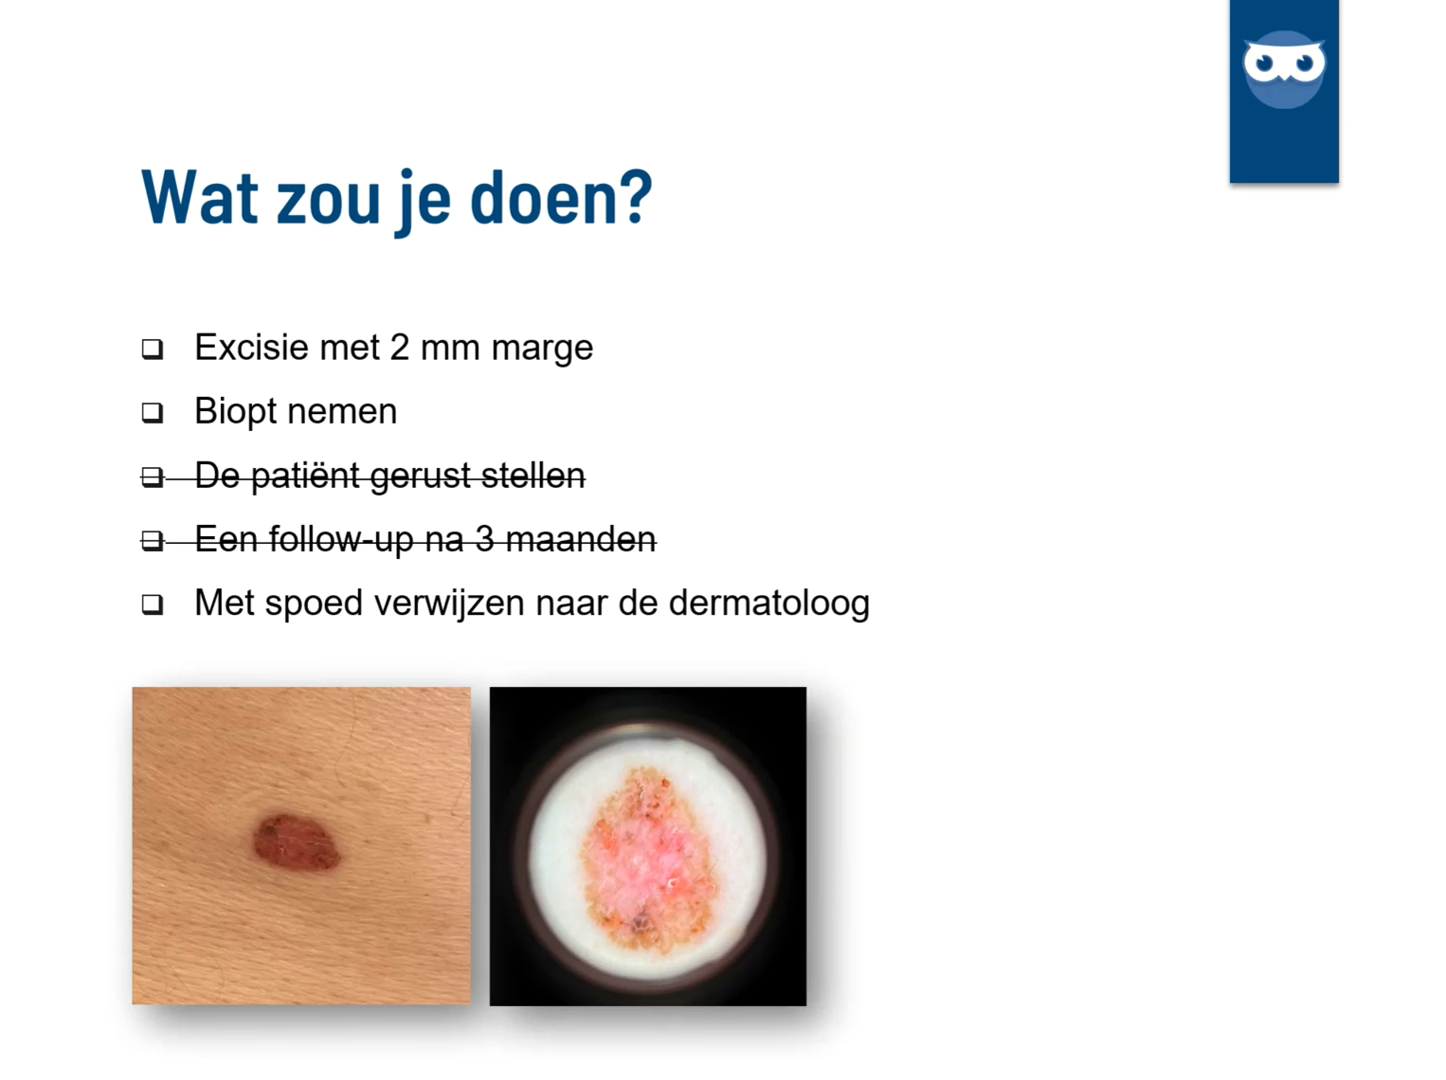 Wat zou je doen?
Excisie met 2 mm marge
Biopt nemen
De patiënt gerust stellen
Een follow-up na 3 maanden
Met spoed verwijzen naar de dermatoloog